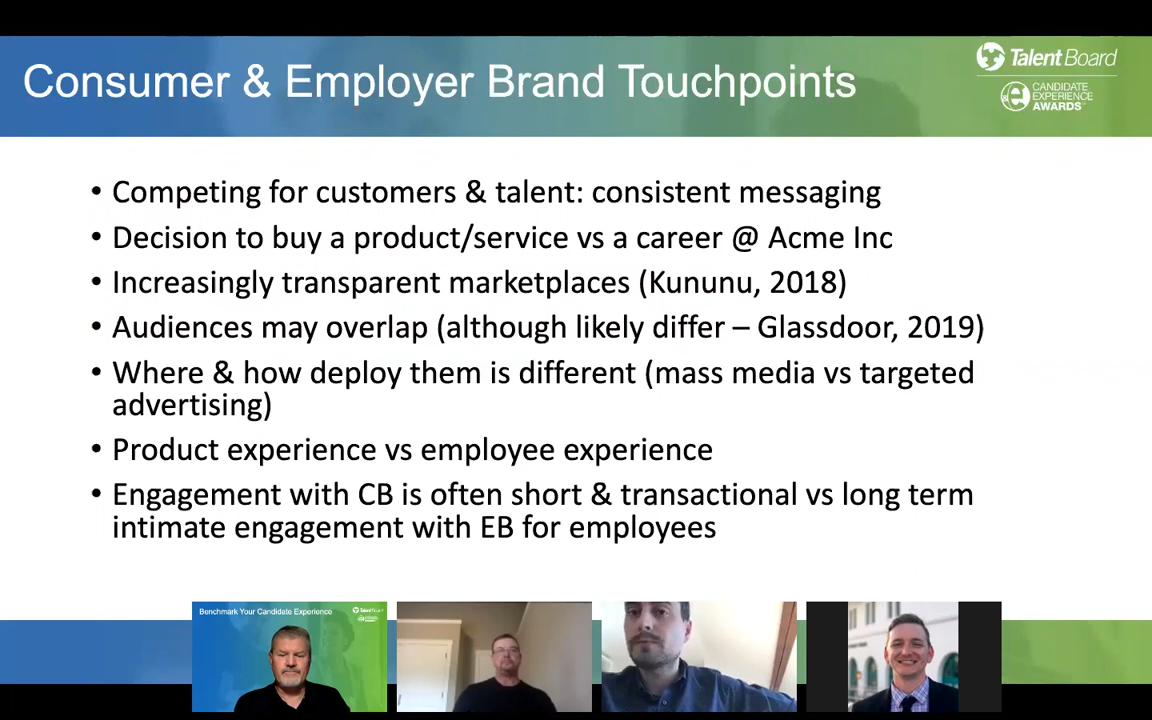 Consumer & Employer Brand Touchpoints
TalentBoard
CANDIDATE
EXPERIENCE
AWARDS
• Competing for customers & talent: consistent messaging
• Decision to buy a product/service vs a career @ Acme Inc
• Increasingly transparent marketplaces (Kununu, 2018)
• Audiences may overlap (although likely differ – Glassdoor, 2019)
• Where & how deploy them is different (mass media vs targeted
advertising)
• Product experience vs employee experience
• Engagement with CB is often short & transactional vs long term
intimate engagement with EB for employees
Benchmark Your Candidate Experience
TalentBoard